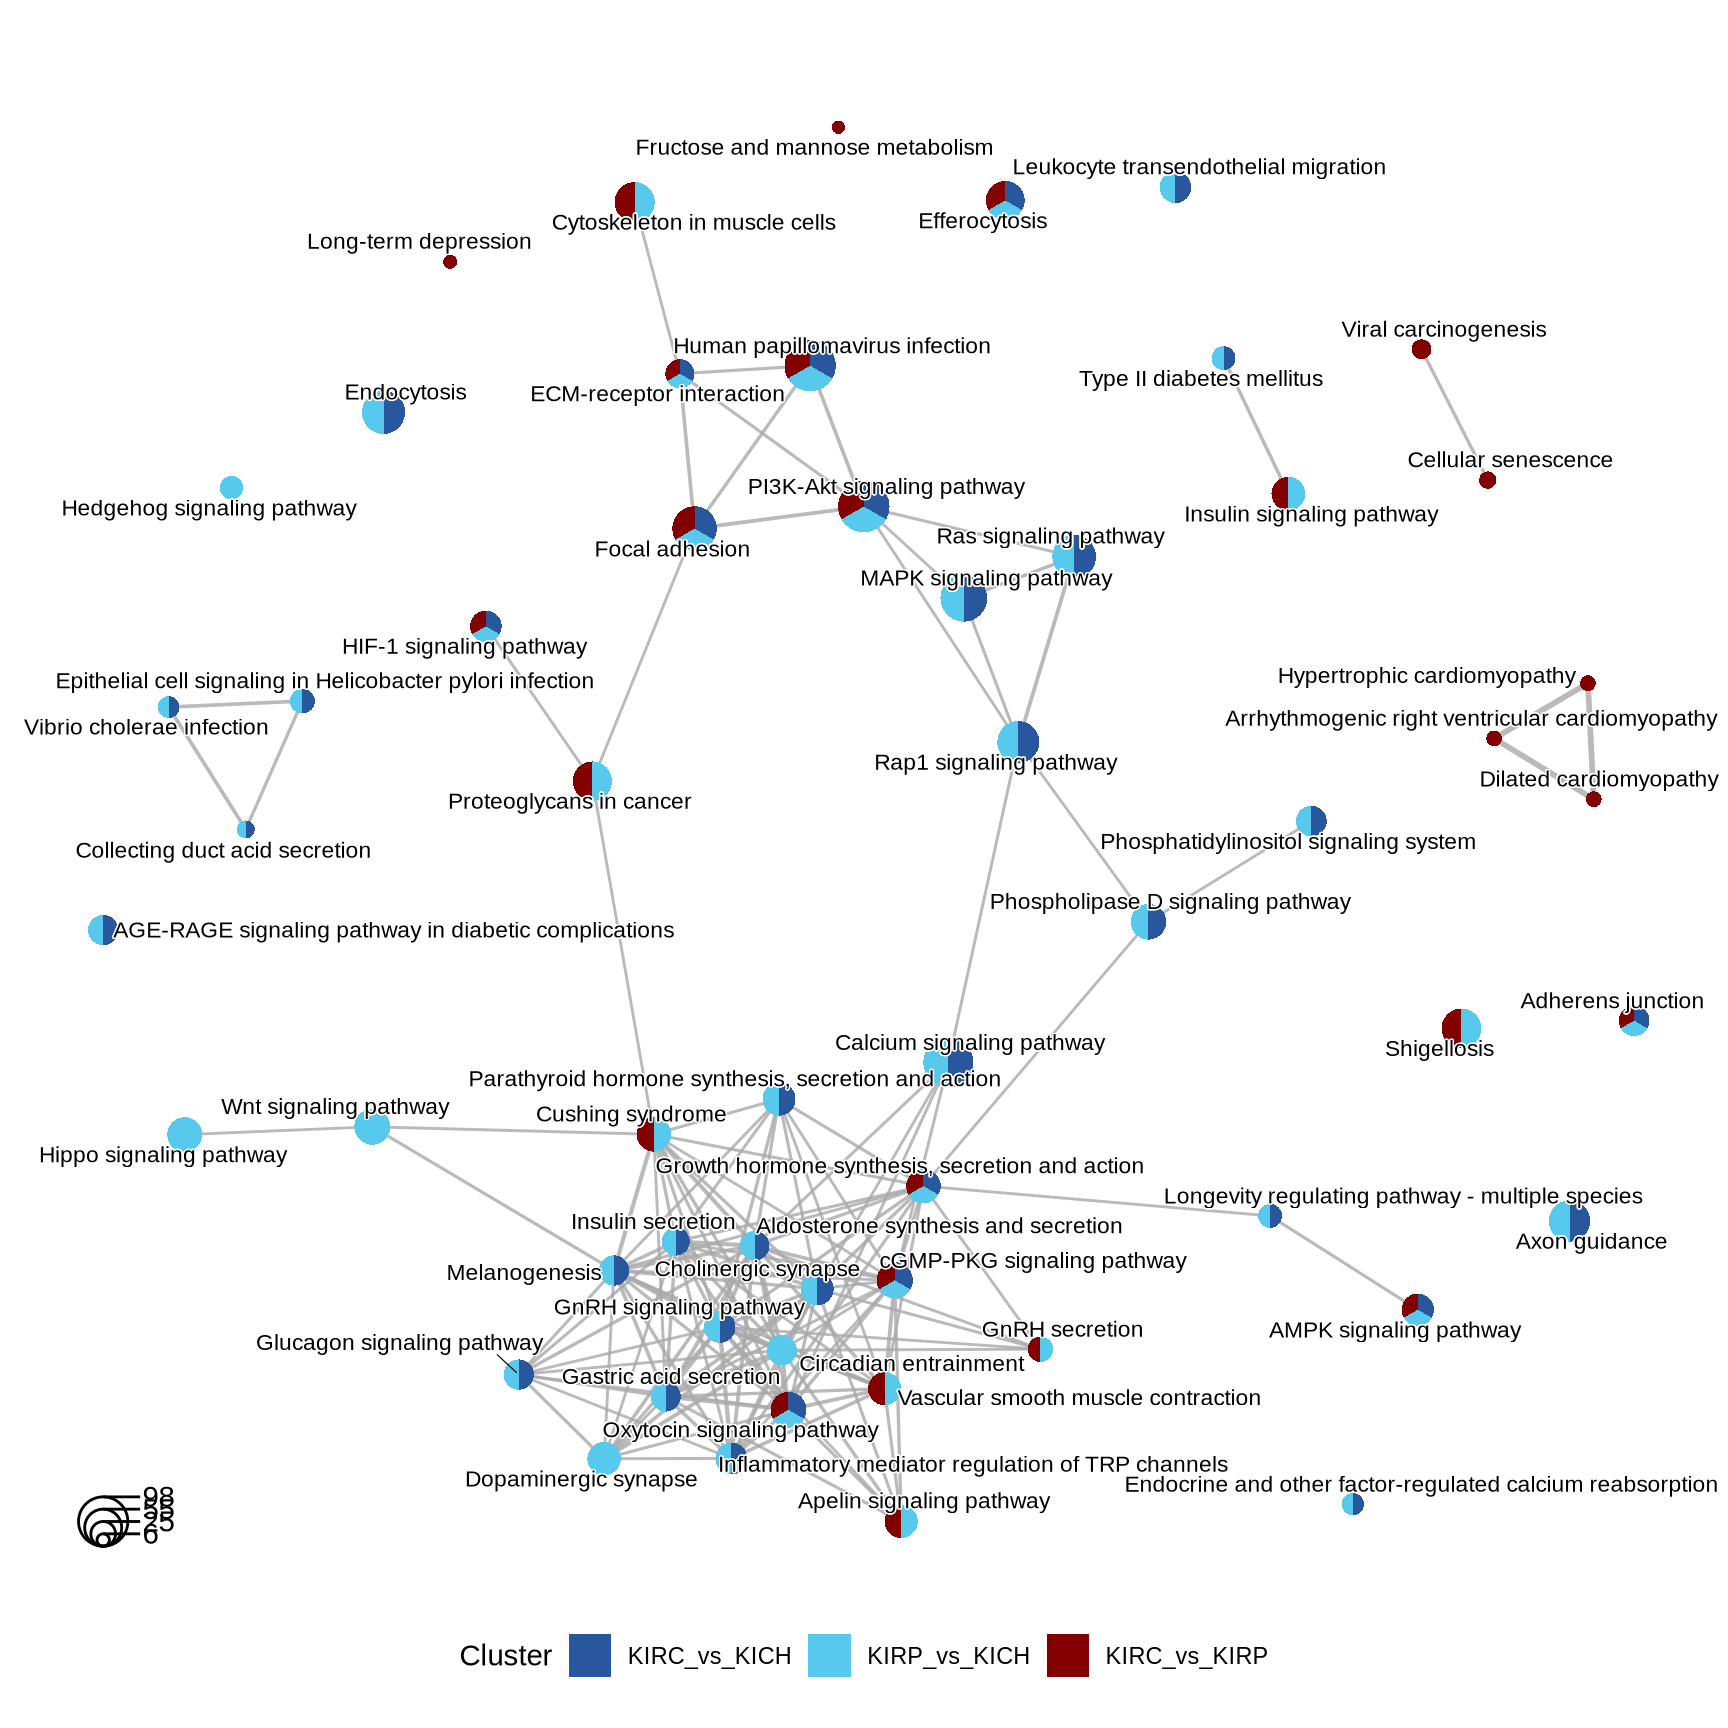 Fructose and mannose metabolism
Leukocyte transendothelial migration
Cytoskeleton in muscle cells
Efferocytosis
Long-term depression
Viral carcinogenesis
Human papillomavirus infection
Type II diabetes mellitus
Endocytosis
ECM-receptor interaction
Cellular senescence
PI3K-Akt signaling pathway
Hedgehog signaling pathway
Insulin signaling pathway
Ras signaling pathway
Focal adhesion
MAPK signaling pathway
HIF-1 signaling pathway
Hypertrophic cardiomyopathy
Epithelial cell signaling in Helicobacter pylori infection
Arrhythmogenic right ventricular cardiomyopathy
Vibrio cholerae infection
Rap1 signaling pathway
Dilated cardiomyopathy
Proteoglycans in cancer
Phosphatidylinositol signaling system
Collecting duct acid secretion
Phospholipase D signaling pathway
AGE-RAGE signaling pathway in diabetic complications
Adherens junction
Calcium signaling pathway
Shigellosis
Parathyroid hormone synthesis, secretion and action
Wnt signaling pathway
Cushing syndrome
Hippo signaling pathway
Growth hormone synthesis, secretion and action
Longevity regulating pathway - multiple species
Insulin secretion
Aldosterone synthesis and secretion
Axon guidance
cGMP-PKG signaling pathway
Melanogenesis
Cholinergic synapse
GnRH signaling pathway
GnRH secretion
AMPK signaling pathway
Glucagon signaling pathway
Circadian entrainment
Gastric acid secretion
Vascular smooth muscle contraction
Oxytocin signaling pathway
Inflammatory mediator regulation of TRP channels
Dopaminergic synapse
Endocrine and other factor-regulated calcium reabsorption
Apelin signaling pathway
98
25
6
Cluster KIRC_vs_KICH KIRP_vs_KICH KIRC_vs_KIRP